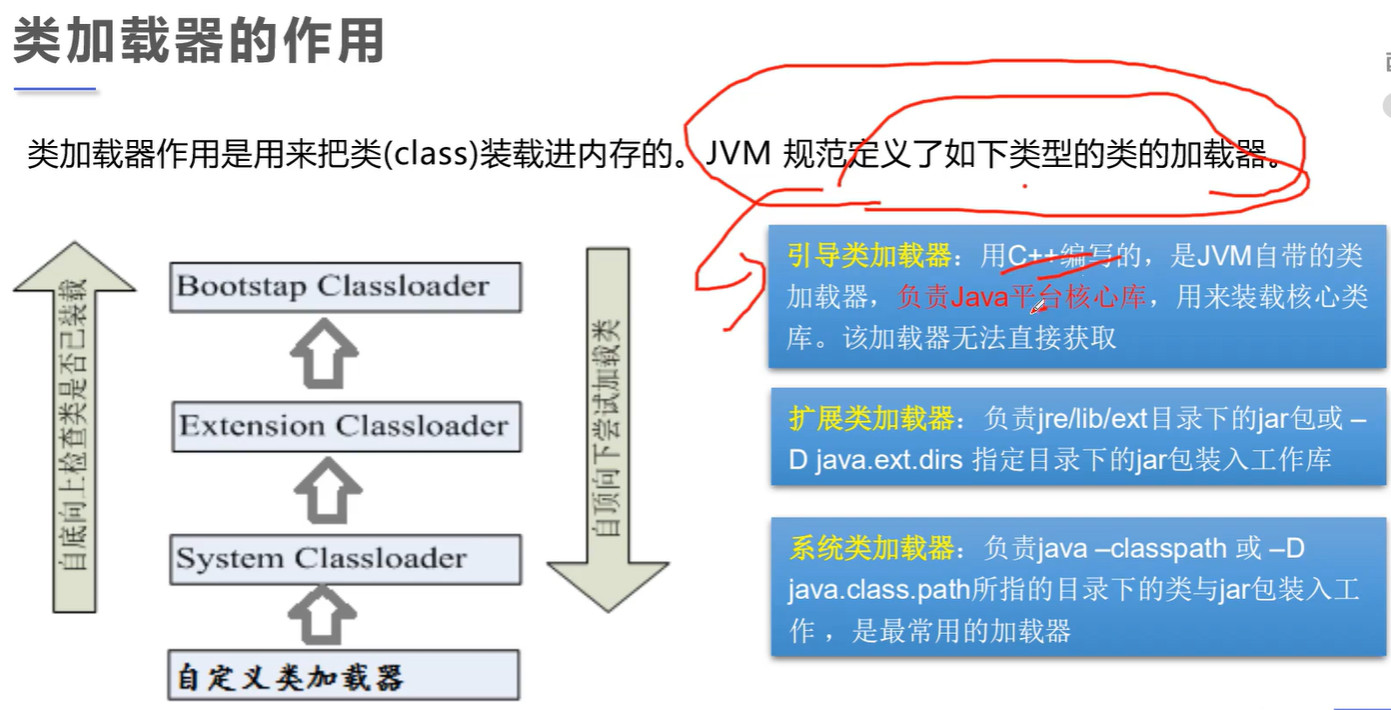 类加载器的作用
类加载器作用是用来把类(class)装载进内存的。JVM 规范定义了如下类型的类的加载器。
自底向上检查类是否已装载
Bootstap Classloader
Extension Classloader
System Classloader
自定义类加载器
自顶向下尝试加载类
引导类加载器：用C++编写的，是JVM自带的类
加载器，负责Java平台核心库，用来装载核心类
库。该加载器无法直接获取
扩展类加载器：负责jre/lib/ext目录下的jar包或 –
D java.ext.dirs 指定目录下的jar包装入工作库
系统类加载器：负责java –classpath 或 –D
java.class.path所指的目录下的类与jar包装入工
作 ，是最常用的加载器